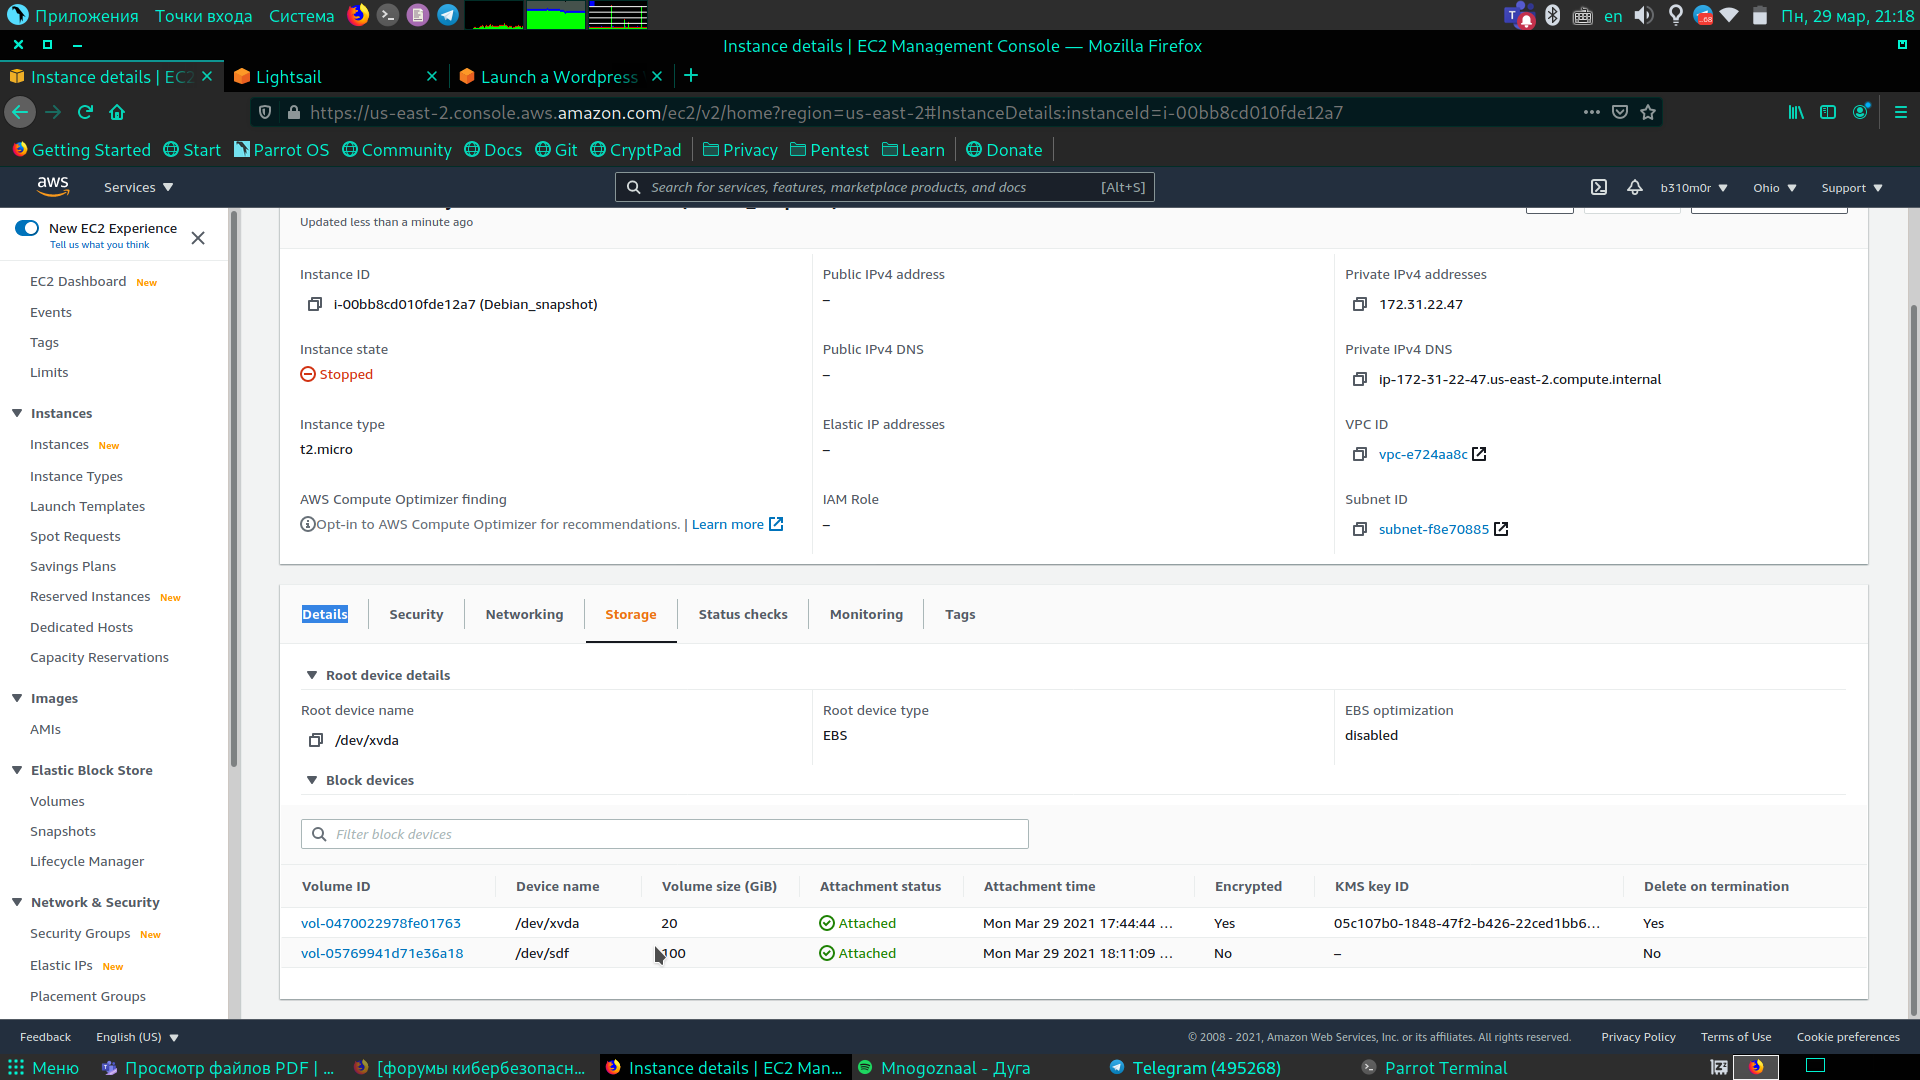 Приложения Точки входа Система en Пн, 29 мар, 21:18
Instance details | EC2 Management Console — Mozilla Firefox
Instance details | EC2 Lightsail Launch a Wordpress
https://us-east-2.console.aws.amazon.com/ec2/v2/home?region=us-east-2#InstanceDetails:instanceId=i-00bb8cd010fde12a7
Getting Started Start Parrot OS Community Docs Git CryptPad Privacy Pentest Learn Donate
aws Services Search for services, features, marketplace products, and docs [Alt+S] b310m0r Ohio Support
New EC2 Experience
Tell us what you think
EC2 Dashboard New
Events
Tags
Limits
Instances
Instances New
Instance Types
Launch Templates
Spot Requests
Savings Plans
Reserved Instances New
Dedicated Hosts
Capacity Reservations
Images
AMIs
Elastic Block Store
Volumes
Snapshots
Lifecycle Manager
Network & Security
Security Groups New
Elastic IPs New
Placement Groups
Updated less than a minute ago
Instance ID
i-00bb8cd010fde12a7 (Debian_snapshot)
Public IPv4 address
–
Private IPv4 addresses
172.31.22.47
Instance state
Stopped
Public IPv4 DNS
–
Private IPv4 DNS
ip-172-31-22-47.us-east-2.compute.internal
Instance type
t2.micro
Elastic IP addresses
–
VPC ID
vpc-e724aa8c
AWS Compute Optimizer finding
Opt-in to AWS Compute Optimizer for recommendations. | Learn more
IAM Role
–
Subnet ID
subnet-f8e70885
Details Security Networking Storage Status checks Monitoring Tags
Root device details
Root device name
/dev/xvda
Root device type
EBS
EBS optimization
disabled
Block devices
Filter block devices
Volume ID Device name Volume size (GiB) Attachment status Attachment time Encrypted KMS key ID Delete on termination
vol-0470022978fe01763 /dev/xvda 20 Attached Mon Mar 29 2021 17:44:44 ... Yes 05c107b0-1848-47f2-b426-22ced1bb6... Yes
vol-05769941d71e36a18 /dev/sdf 100 Attached Mon Mar 29 2021 18:11:09 ... No – No
Feedback English (US) © 2008 - 2021, Amazon Web Services, Inc. or its affiliates. All rights reserved. Privacy Policy Terms of Use Cookie preferences
Меню Просмотр файлов PDF | ... [форумы кибербезопасн... Instance details | EC2 Man... Mnogoznaal - Дуга Telegram (495268) Parrot Terminal